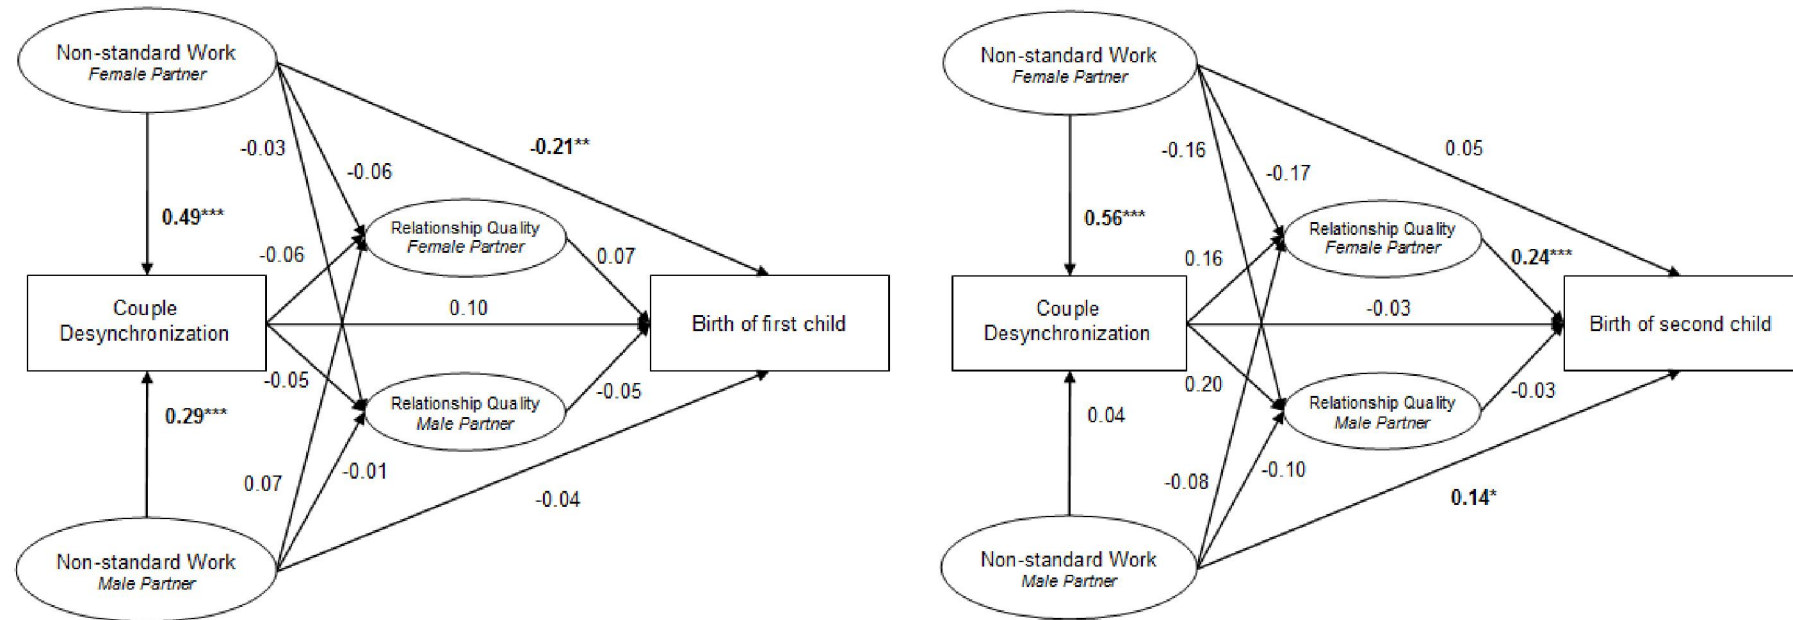 Non-standard Work
Female Partner
-0.03
-0.06
-0.21**
0.49***
Relationship Quality
Female Partner
-0.06
0.07
Couple
Desynchronization
0.10
Birth of first child
-0.05
Relationship Quality
Male Partner
-0.05
0.29***
0.07
-0.01
-0.04
Non-standard Work
Male Partner
Non-standard Work
Female Partner
-0.16
-0.17
0.05
0.56***
Relationship Quality
Female Partner
0.16
0.24***
Couple
Desynchronization
-0.03
Birth of second child
0.20
Relationship Quality
Male Partner
-0.03
0.04
-0.08
-0.10
0.14*
Non-standard Work
Male Partner